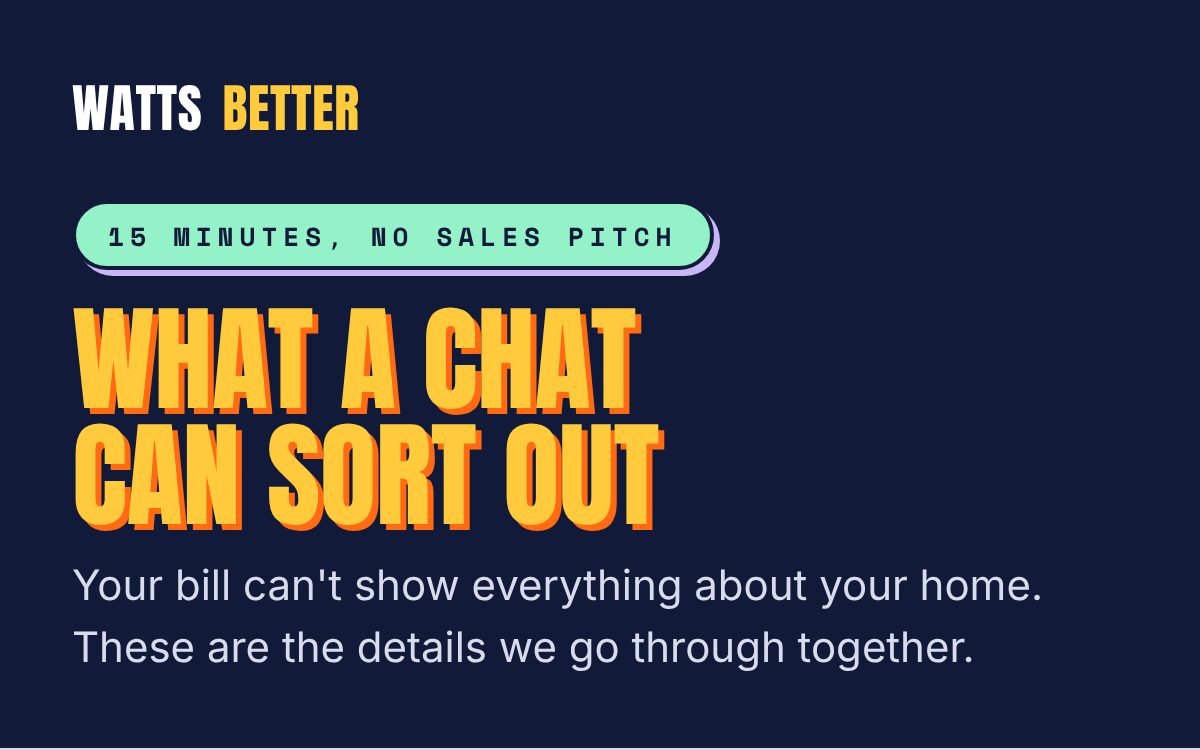 WATTS BETTER
15 MINUTES, NO SALES PITCH
WHAT A CHAT
CAN SORT OUT
Your bill can't show everything about your home.
These are the details we go through together.